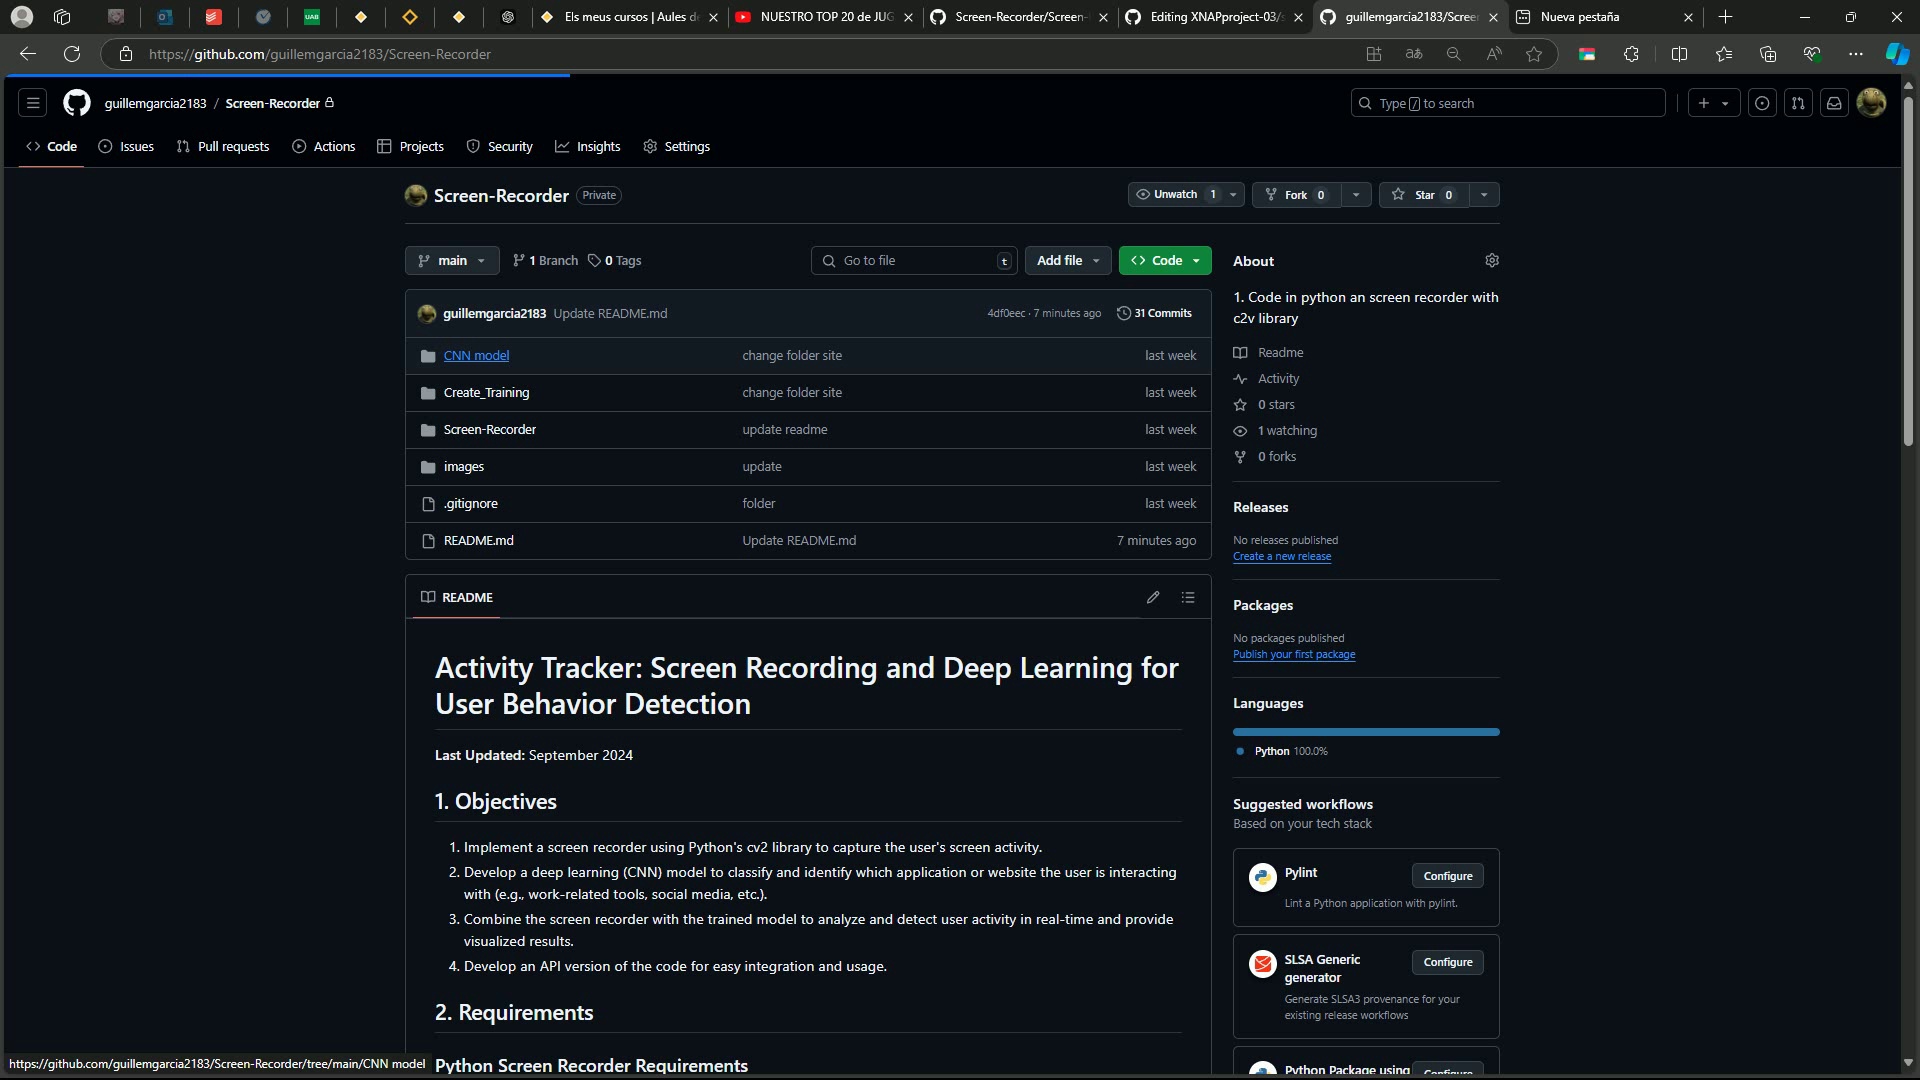 UAB
Els meus cursos | Aules d
NUESTRO TOP 20 de JUG
Screen-Recorder/Screen-
Editing XNAPproject-03/s
guillemgarcia2183/Screen
Nueva pestaña
https://github.com/guillemgarcia2183/Screen-Recorder
guillemgarcia2183 / Screen-Recorder
Type / to search
Code Issues Pull requests Actions Projects Security Insights Settings
Screen-Recorder Private
Unwatch 1 Fork 0 Star 0
main 1 Branch 0 Tags Go to file t Add file Code
guillemgarcia2183 Update README.md 4df0eec · 7 minutes ago 31 Commits
CNN model change folder site last week
Create_Training change folder site last week
Screen-Recorder update readme last week
images update last week
.gitignore folder last week
README.md Update README.md 7 minutes ago
README
Activity Tracker: Screen Recording and Deep Learning for
User Behavior Detection
Last Updated: September 2024
1. Objectives
1. Implement a screen recorder using Python's cv2 library to capture the user's screen activity.
2. Develop a deep learning (CNN) model to classify and identify which application or website the user is interacting
with (e.g., work-related tools, social media, etc.).
3. Combine the screen recorder with the trained model to analyze and detect user activity in real-time and provide
visualized results.
4. Develop an API version of the code for easy integration and usage.
2. Requirements
Python Screen Recorder Requirements
About
1. Code in python an screen recorder with
c2v library
Readme
Activity
0 stars
1 watching
0 forks
Releases
No releases published
Create a new release
Packages
No packages published
Publish your first package
Languages
Python 100.0%
Suggested workflows
Based on your tech stack
Pylint Configure
Lint a Python application with pylint.
SLSA Generic
generator
Configure
Generate SLSA3 provenance for your
existing release workflows
Python Package using Configure
https://github.com/guillemgarcia2183/Screen-Recorder/tree/main/CNN model